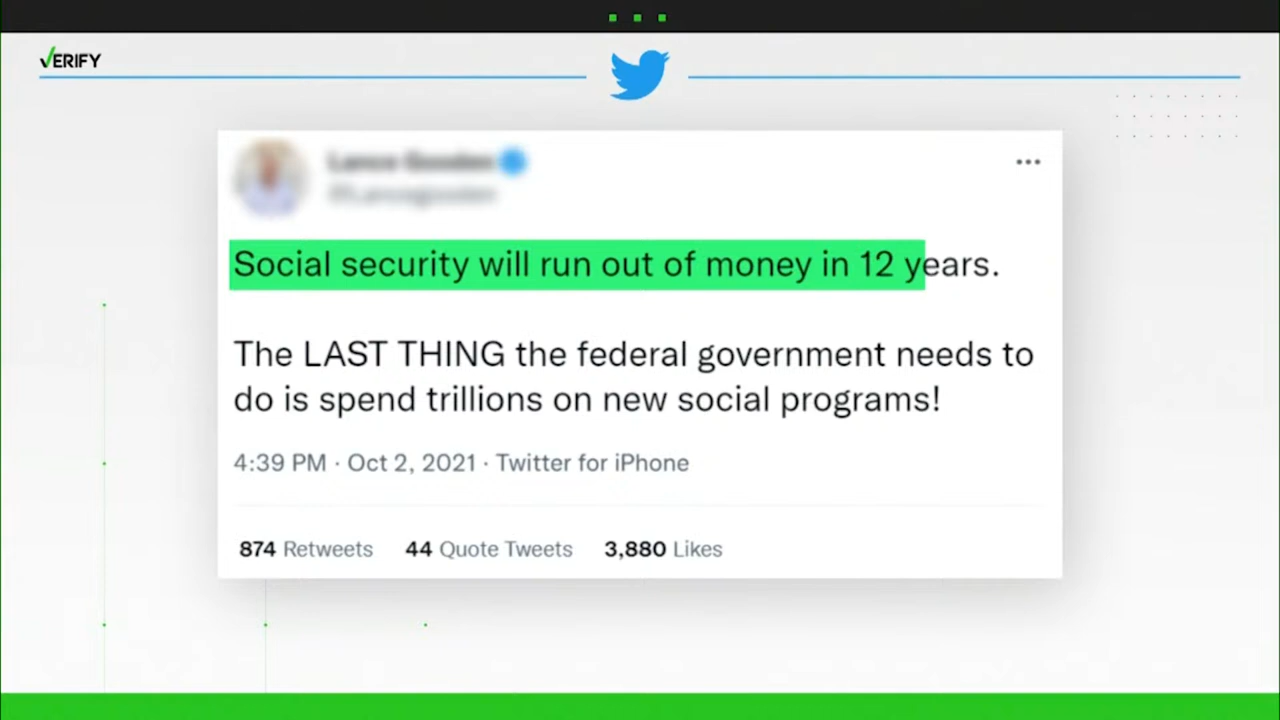 VERIFY
Social security will run out of money in 12 years.
The LAST THING the federal government needs to
do is spend trillions on new social programs!
4:39 PM · Oct 2, 2021 · Twitter for iPhone
874 Retweets 44 Quote Tweets 3,880 Likes